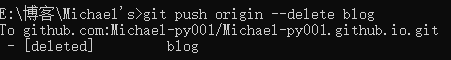 E:\博客\Michael's>git push origin --delete blog
To github.com:Michael-py001/Michael-py001.github.io.git
 - [deleted]         blog